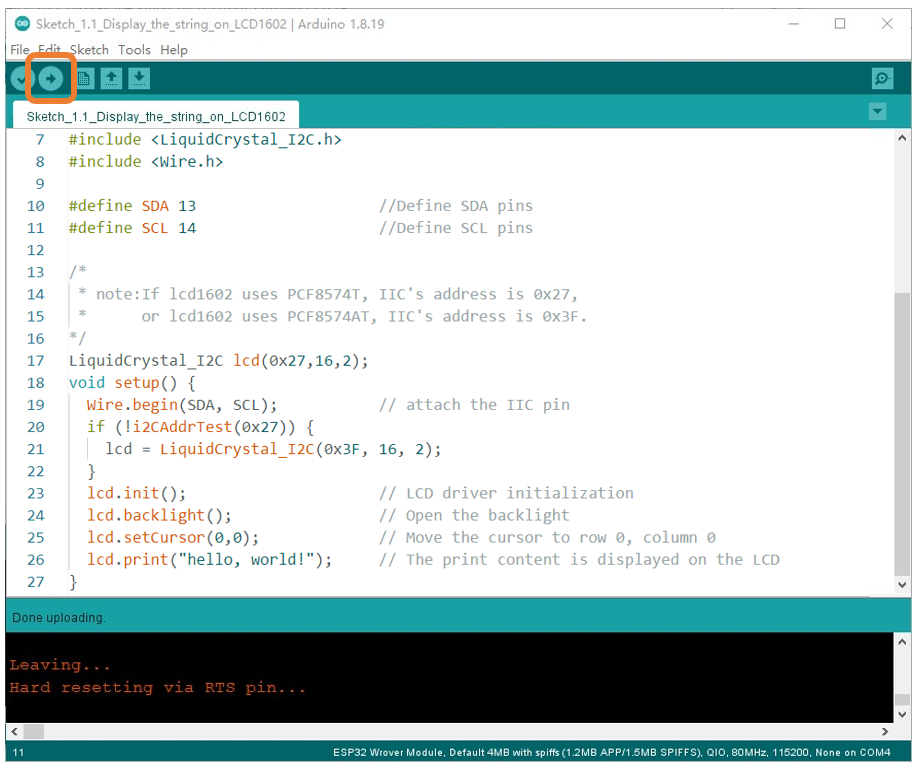 Sketch_1.1_Display_the_string_on_LCD1602 | Arduino 1.8.19
File Edit Sketch Tools Help
Sketch_1.1_Display_the_string_on_LCD1602
7 #include <LiquidCrystal_I2C.h>
8 #include <Wire.h>
9
10 #define SDA 13 //Define SDA pins
11 #define SCL 14 //Define SCL pins
12
13 /*
14 * note:If lcd1602 uses PCF8574T, IIC's address is 0x27,
15 * or lcd1602 uses PCF8574AT, IIC's address is 0x3F.
16 */
17 LiquidCrystal_I2C lcd(0x27,16,2);
18 void setup() {
19 Wire.begin(SDA, SCL); // attach the IIC pin
20 if (!i2CAddrTest(0x27)) {
21 lcd = LiquidCrystal_I2C(0x3F, 16, 2);
22 }
23 lcd.init(); // LCD driver initialization
24 lcd.backlight(); // Open the backlight
25 lcd.setCursor(0,0); // Move the cursor to row 0, column 0
26 lcd.print("hello, world!"); // The print content is displayed on the LCD
27 }
Done uploading.
Leaving...
Hard resetting via RTS pin...
11 ESP32 Wrover Module, Default 4MB with spiffs (1.2MB APP/1.5MB SPIFFS), QIO, 80MHz, 115200, None on COM4